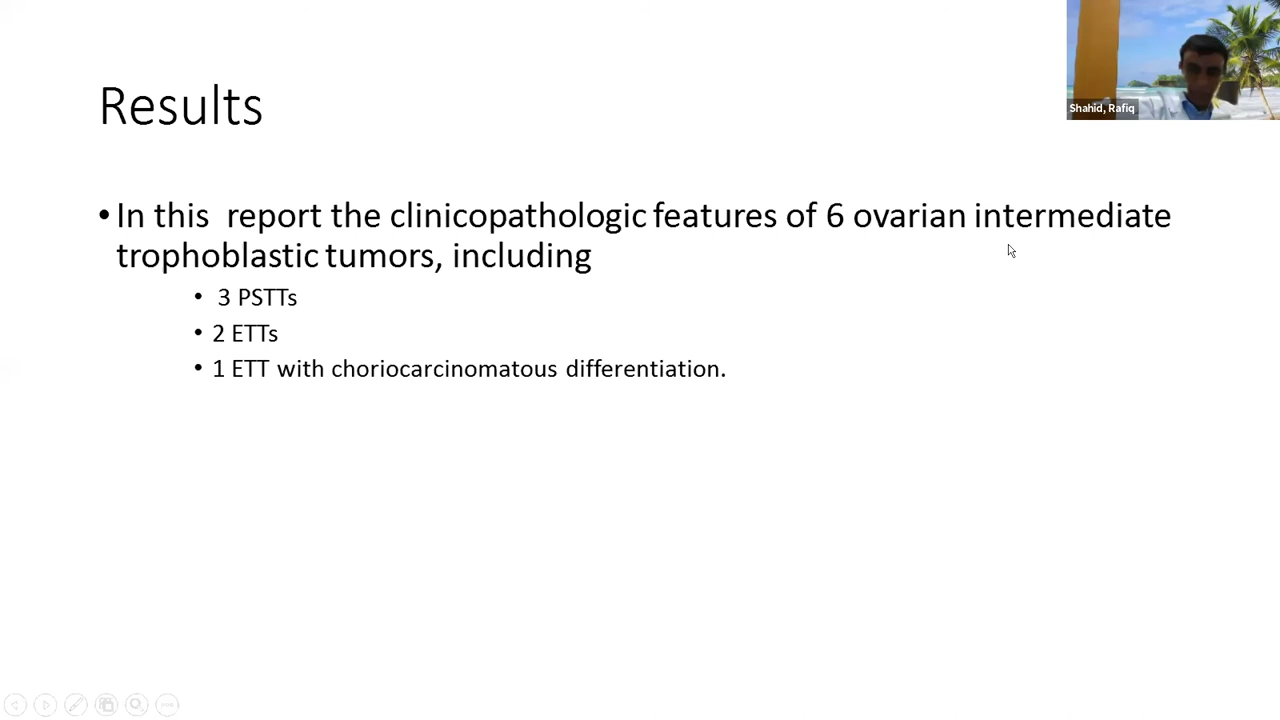 Results
Shahid, Rafiq
• In this  report the clinicopathologic features of 6 ovarian intermediate
trophoblastic tumors, including
• 3 PSTTs
• 2 ETTs
• 1 ETT with choriocarcinomatous differentiation.